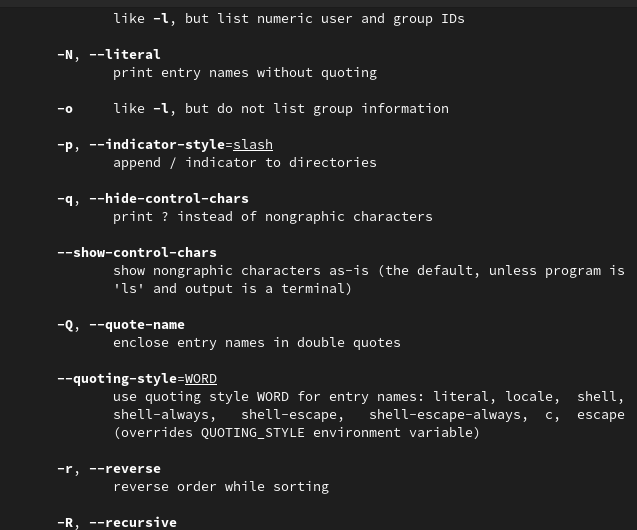 like -l, but list numeric user and group IDs
-N, --literal
print entry names without quoting
-o like -l, but do not list group information
-p, --indicator-style=slash
append / indicator to directories
-q, --hide-control-chars
print ? instead of nongraphic characters
--show-control-chars
show nongraphic characters as-is (the default, unless program is
'ls' and output is a terminal)
-Q, --quote-name
enclose entry names in double quotes
--quoting-style=WORD
use quoting style WORD for entry names: literal, locale, shell,
shell-always, shell-escape, shell-escape-always, c, escape
(overrides QUOTING_STYLE environment variable)
-r, --reverse
reverse order while sorting
-R, --recursive